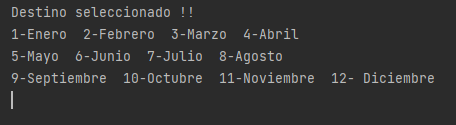 Destino seleccionado !!
1-Enero  2-Febrero  3-Marzo  4-Abril
5-Mayo  6-Junio  7-Julio  8-Agosto
9-Septiembre  10-Octubre  11-Noviembre  12- Diciembre